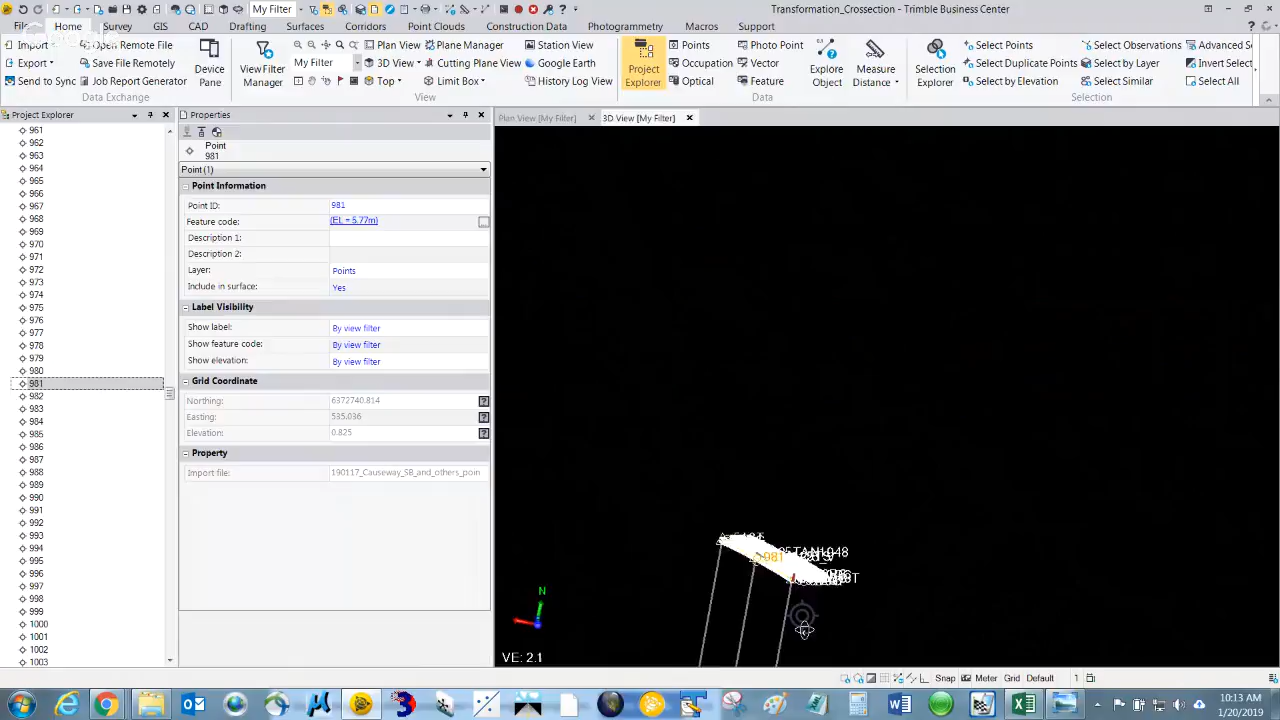 My Filter
Transformation_Crossection - Trimble Business Center
Home Survey GIS CAD Drafting Surfaces Corridors Point Clouds Photogrammetry Macros Support
Import Open Remote File
Export Save File Remotely
Send to Sync Job Report Generator
Device Pane
Data Exchange
View Filter Manager
My Filter
Plan View Plane Manager Station View
3D View Cutting Plane View Google Earth
Top Limit Box History Log View
View
Project Explorer
Points Photo Point
Occupation Vector
Optical Feature
Explore Object
Measure Distance
Data
Selection Explorer
Select Points Select Observations Advanced Se
Select Duplicate Points Select by Layer Invert Selec
Select by Elevation Select Similar Select All
Selection
Project Explorer
961
962
963
964
965
966
967
968
969
970
971
972
973
974
975
976
977
978
979
980
981
982
983
984
985
986
987
988
989
990
991
992
993
994
995
996
997
998
999
1000
1001
1002
1003
Properties
Point
981
Point (1)
Point Information
Point ID: 981
Feature code: (EL = 5.77m) ...
Description 1:
Description 2:
Layer: Points
Include in surface: Yes
Label Visibility
Show label: By view filter
Show feature code: By view filter
Show elevation: By view filter
Grid Coordinate
Northing: 6372740.814 ?
Easting: 535.036 ?
Elevation: 0.825 ?
Property
Import file: 190117_Causeway_SB_and_others_poin
Plan View [My Filter] 3D View [My Filter]
981
N
VE: 2.1
Snap Meter Grid Default 1
10:13 AM
1/20/2019